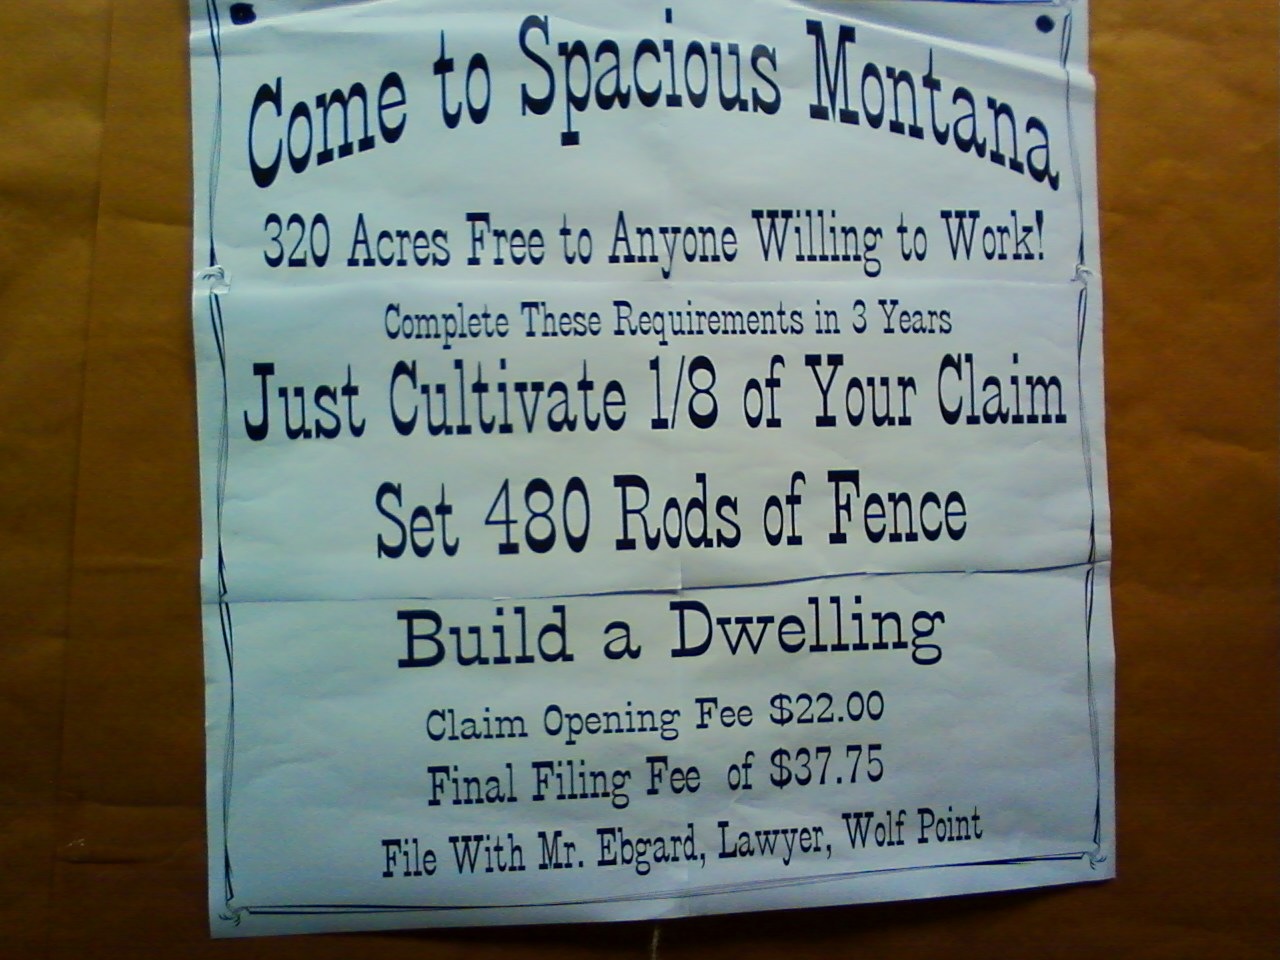 Come to Spacious Montana
320 Acres Free to Anyone Willing to Work!
Complete These Requirements in 3 Years
Just Cultivate 1/8 of Your Claim
Set 480 Rods of Fence
Build a Dwelling
Claim Opening Fee $22.00
Final Filing Fee of $37.75
File With Mr. Ebgard, Lawyer, Wolf Point